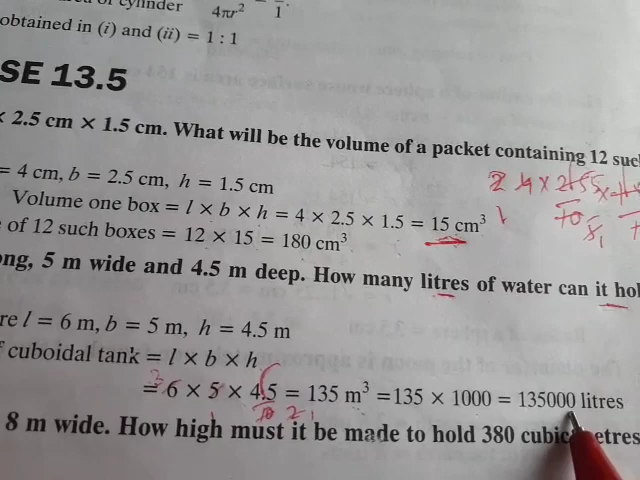 cylinder 4πr² 1
obtained in (i) and (ii) = 1 : 1
SE 13.5
× 2.5 cm × 1.5 cm. What will be the volume of a packet containing 12 suc
= 4 cm, b = 2.5 cm, h = 1.5 cm
Volume one box = l × b × h = 4 × 2.5 × 1.5 = 15 cm³
of 12 such boxes = 12 × 15 = 180 cm³
ong, 5 m wide and 4.5 m deep. How many litres of water can it hol
re l = 6 m, b = 5 m, h = 4.5 m
f cuboidal tank = l × b × h
= 6 × 5 × 4.5 = 135 m³ =135 × 1000 = 135000 litres
8 m wide. How high must it be made to hold 380 cubic etres